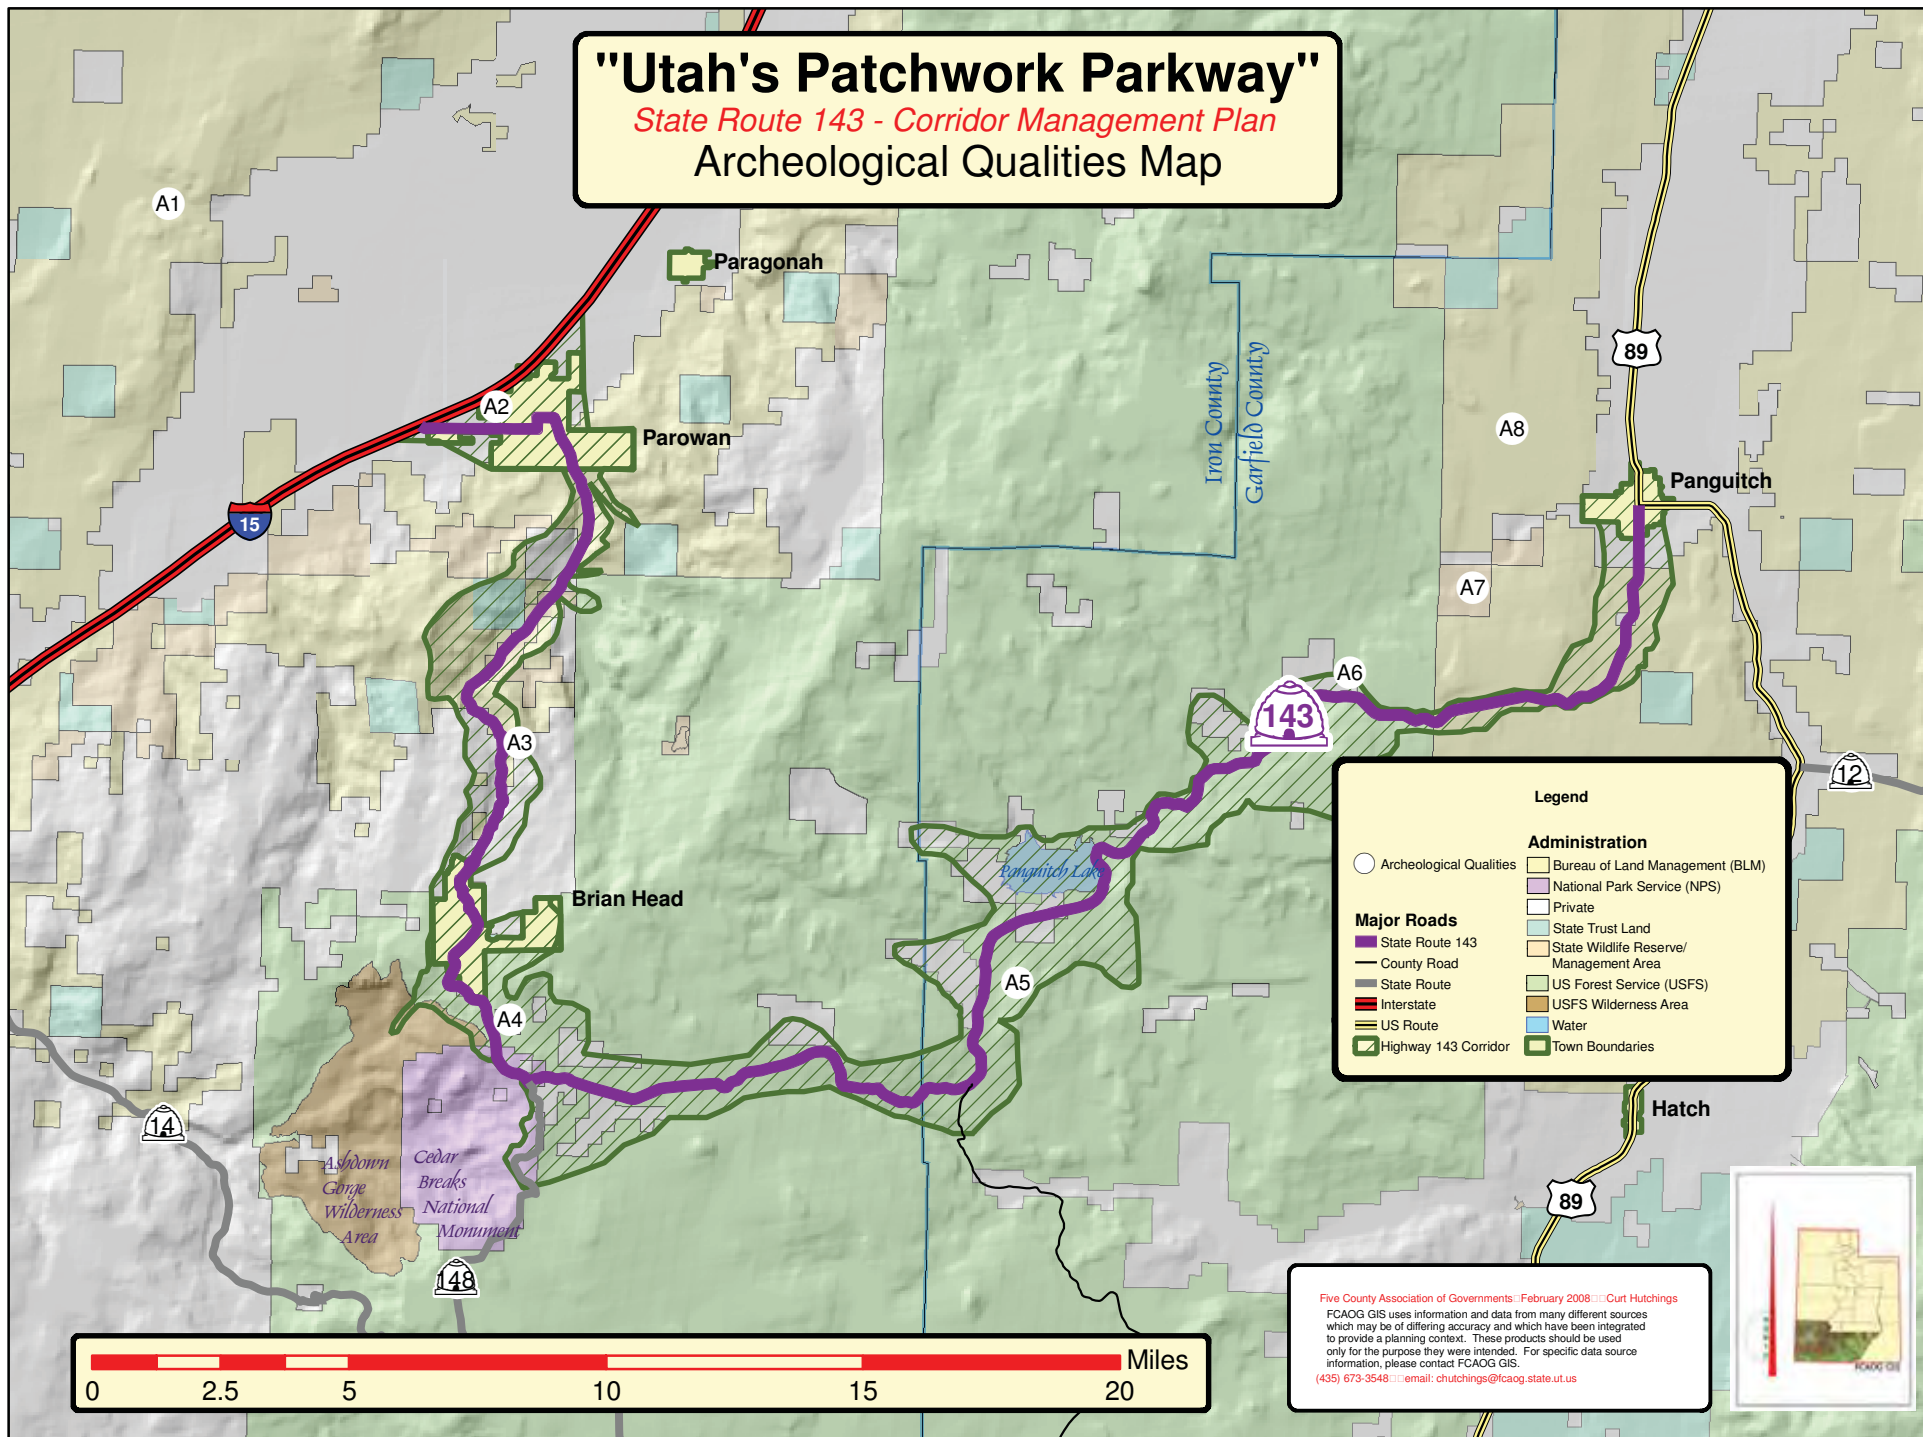 "Utah's Patchwork Parkway"
State Route 143 - Corridor Management Plan
Archeological Qualities Map
A1
Paragonah
A2
Parowan
15
Iron County
Garfield County
89
A8
Panguitch
A7
A6
143
A3
12
Panguitch Lake
Brian Head
A5
A4
14
Ashdown
Gorge
Wilderness
Area
Cedar
Breaks
National
Monument
148
Hatch
89
Legend
Archeological Qualities
Major Roads
State Route 143
County Road
State Route
Interstate
US Route
Highway 143 Corridor
Administration
Bureau of Land Management (BLM)
National Park Service (NPS)
Private
State Trust Land
State Wildlife Reserve/
Management Area
US Forest Service (USFS)
USFS Wilderness Area
Water
Town Boundaries
Miles
0 2.5 5 10 15 20
Five County Association of Governments□February 2008□□Curt Hutchings
FCAOG GIS uses information and data from many different sources
which may be of differing accuracy and which have been integrated
to provide a planning context. These products should be used
only for the purpose they were intended. For specific data source
information, please contact FCAOG GIS.
(435) 673-3548□□email: chutchings@fcaog.state.ut.us
FCAOG GIS